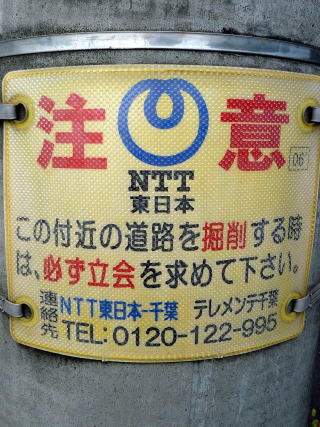 注意
06
NTT
東日本
この付近の道路を掘削する時
は、必ず立会を求めて下さい。
連絡先 NTT東日本-千葉 テレメンテ千葉
TEL:0120-122-995